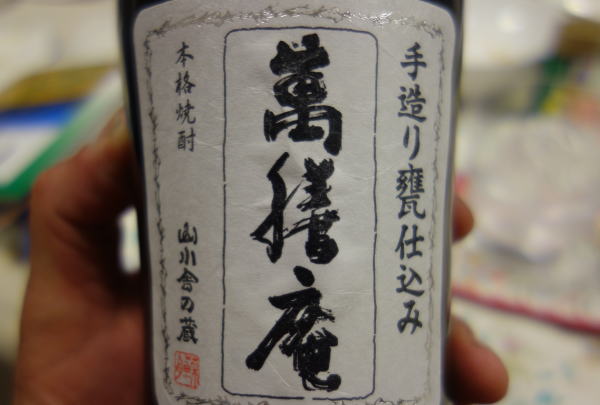 手造り甕仕込み
萬膳庵
本格焼酎
山小舎の蔵